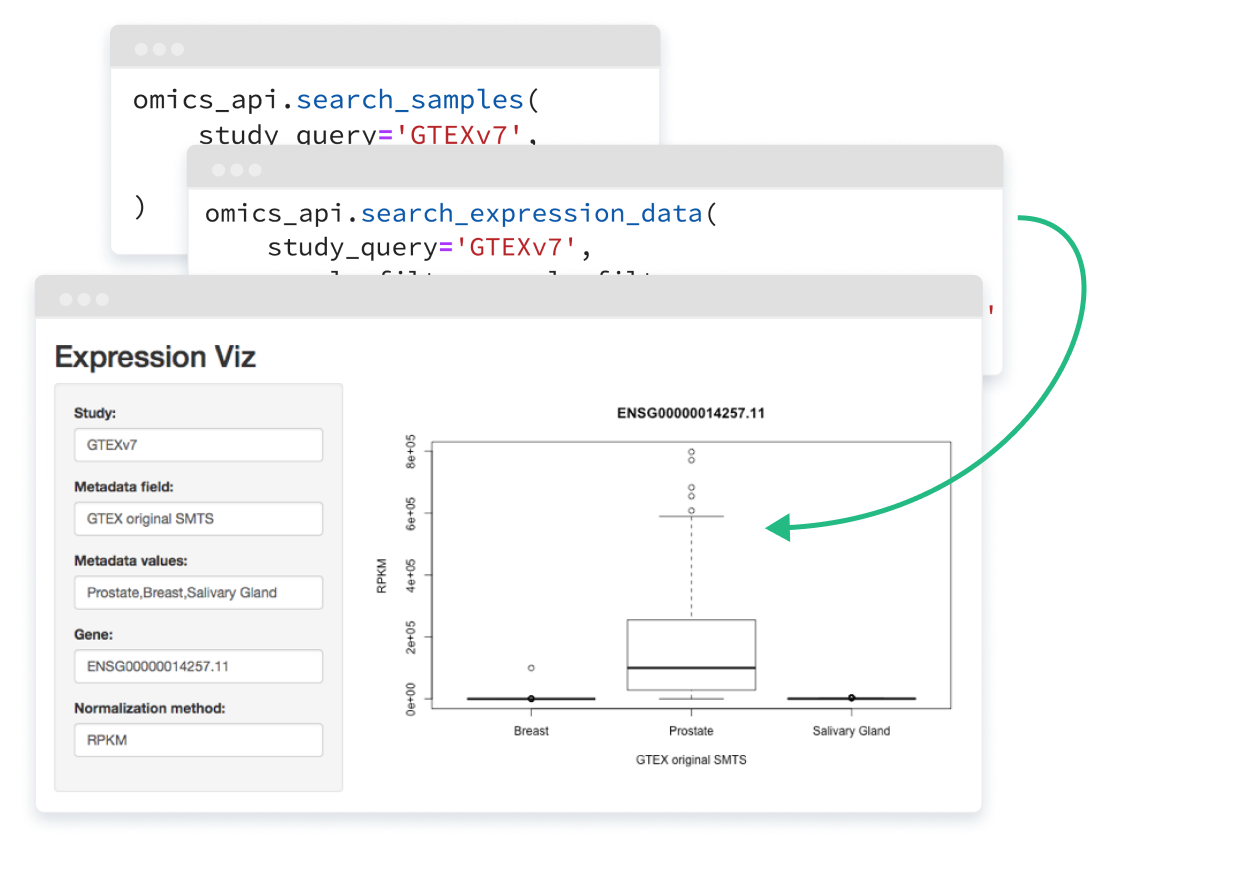 omics_api.search_samples(
study_query='GTEXv7',
)
omics_api.search_expression_data(
study_query='GTEXv7',
'
Expression Viz
Study:
GTEXv7
Metadata field:
GTEX original SMTS
Metadata values:
Prostate,Breast,Salivary Gland
Gene:
ENSG00000014257.11
Normalization method:
RPKM
ENSG00000014257.11
RPKM
8e+05
6e+05
4e+05
2e+05
0e+00
Breast Prostate Salivary Gland
GTEX original SMTS